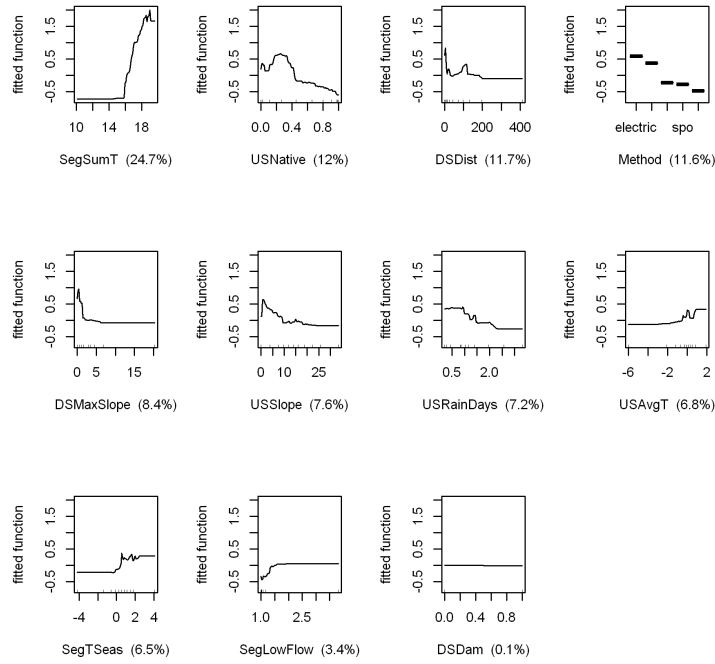 fitted function
-0.5 0.5 1.5
10 14 18
SegSumT (24.7%)
fitted function
-0.5 0.5 1.5
0.0 0.4 0.8
USNative (12%)
fitted function
-0.5 0.5 1.5
0 200 400
DSDist (11.7%)
fitted function
-0.5 0.5 1.5
electric spo
Method (11.6%)
fitted function
-0.5 0.5 1.5
0 5 15
DSMaxSlope (8.4%)
fitted function
-0.5 0.5 1.5
0 5 15 25
USSlope (7.6%)
fitted function
-0.5 0.5 1.5
0.5 2.0
USRainDays (7.2%)
fitted function
-0.5 0.5 1.5
-6 -2 2
USAvgT (6.8%)
fitted function
-0.5 0.5 1.5
-4 0 2 4
SegTSeas (6.5%)
fitted function
-0.5 0.5 1.5
1.0 2.5
SegLowFlow (3.4%)
fitted function
-0.5 0.5 1.5
0.0 0.4 0.8
DSDam (0.1%)